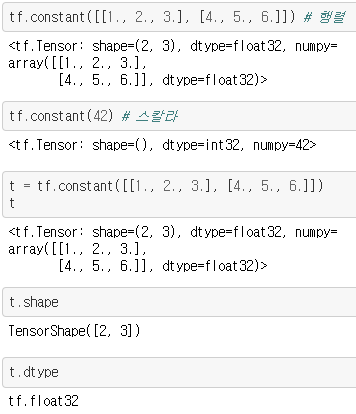 tf.constant([[1., 2., 3.], [4., 5., 6.]]) # 행렬
<tf.Tensor: shape=(2, 3), dtype=float32, numpy=
array([[1., 2., 3.],
       [4., 5., 6.]], dtype=float32)>
tf.constant(42) # 스칼라
<tf.Tensor: shape=(), dtype=int32, numpy=42>
t = tf.constant([[1., 2., 3.], [4., 5., 6.]])
t
<tf.Tensor: shape=(2, 3), dtype=float32, numpy=
array([[1., 2., 3.],
       [4., 5., 6.]], dtype=float32)>
t.shape
TensorShape([2, 3])
t.dtype
tf.float32